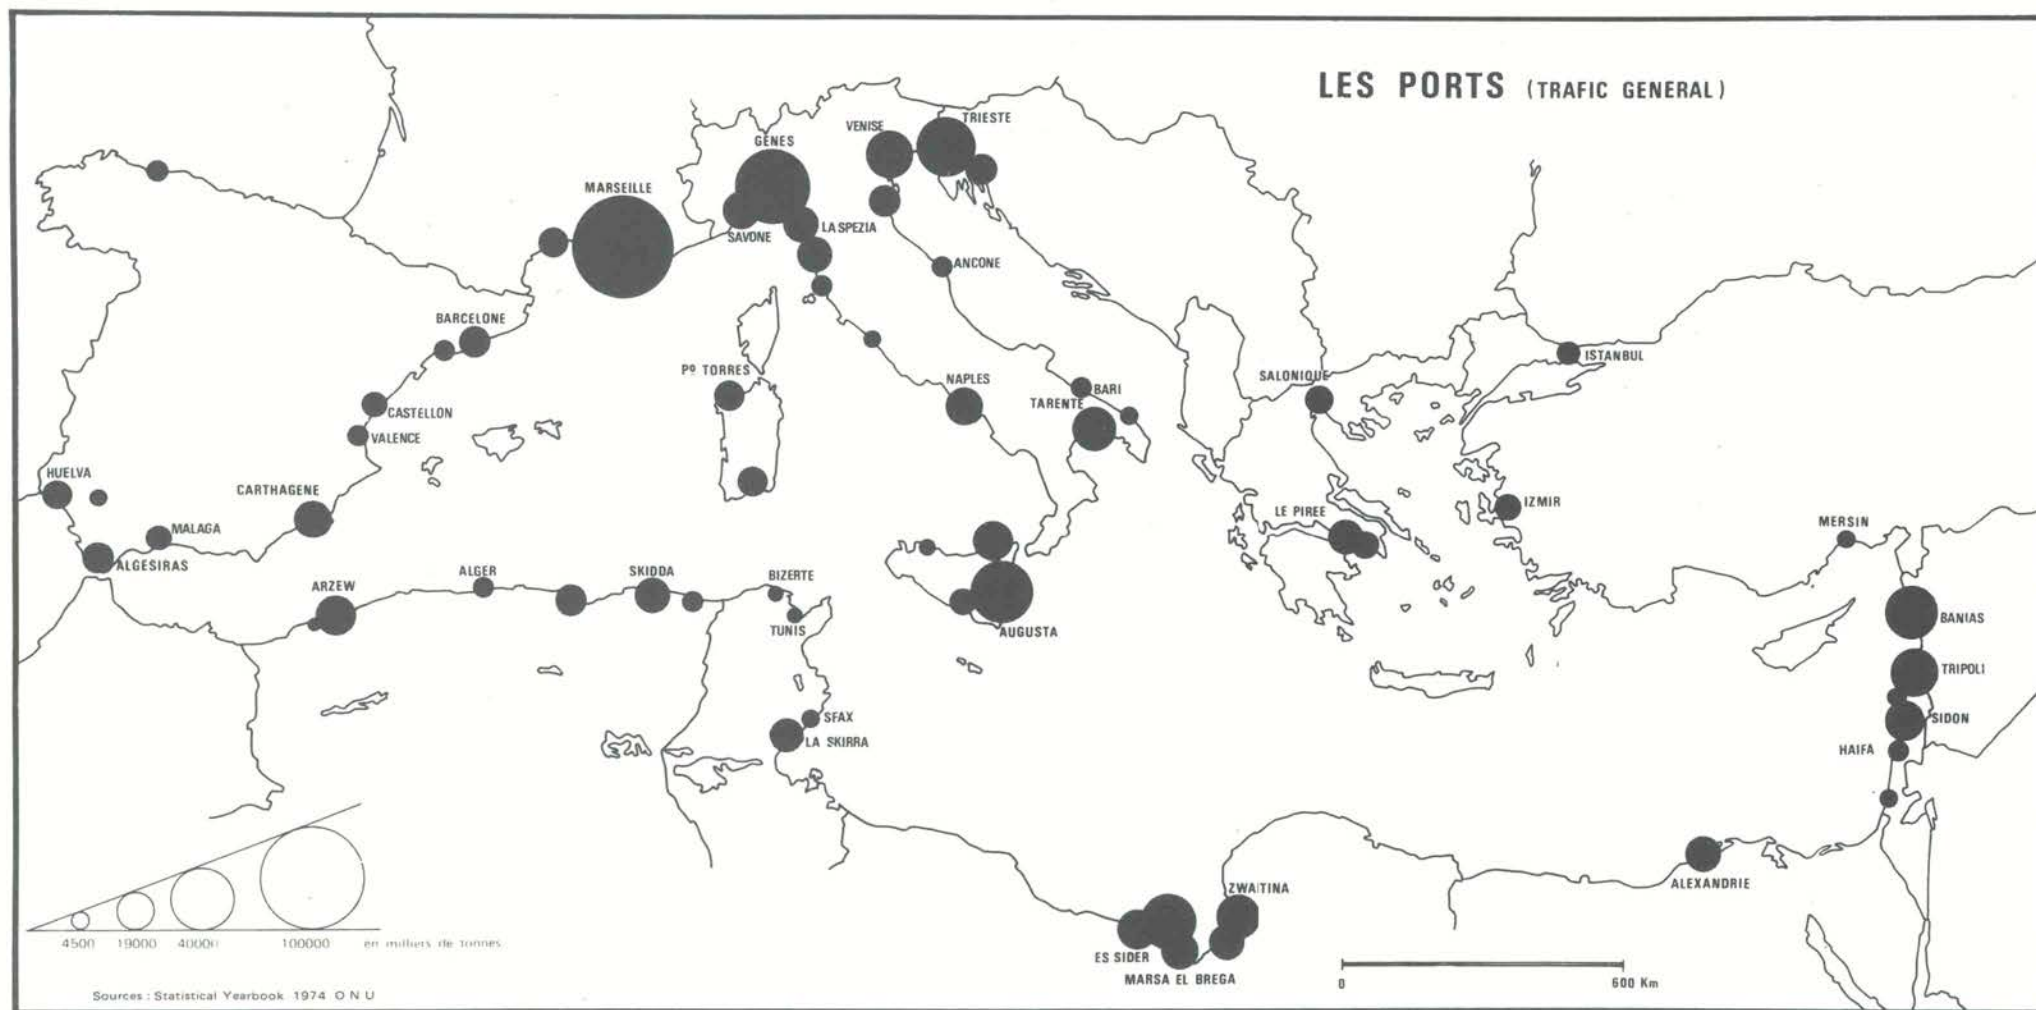 LES PORTS (TRAFIC GENERAL)
TRIESTE
VENISE
GENES
MARSEILLE
LA SPEZIA
SAVONE
ANCONE
BARCELONE
ISTANBUL
Pº TORRES
SALONIQUE
NAPLES
BARI
TARENTE
CASTELLON
VALENCE
HUELVA
CARTHAGENE
IZMIR
LE PIREE
MERSIN
MALAGA
ALGESIRAS
ALGER
SKIDDA
BIZERTE
ARZEW
BANIAS
TUNIS
AUGUSTA
TRIPOLI
SFAX
SIDON
LA SKIRRA
HAIFA
ALEXANDRIE
ZWAITINA
ES SIDER
MARSA EL BREGA
4500 19000 40000 100000 en milliers de tonnes
0 600 Km
Sources : Statistical Yearbook 1974 O N U